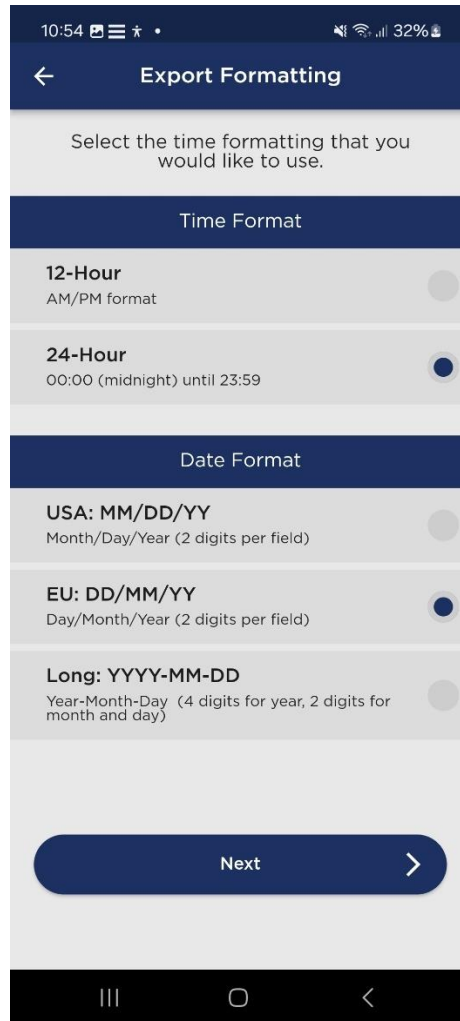 10:54
32%
Export Formatting
Select the time formatting that you
would like to use.
Time Format
12-Hour
AM/PM format
24-Hour
00:00 (midnight) until 23:59
Date Format
USA: MM/DD/YY
Month/Day/Year (2 digits per field)
EU: DD/MM/YY
Day/Month/Year (2 digits per field)
Long: YYYY-MM-DD
Year-Month-Day (4 digits for year, 2 digits for
month and day)
Next